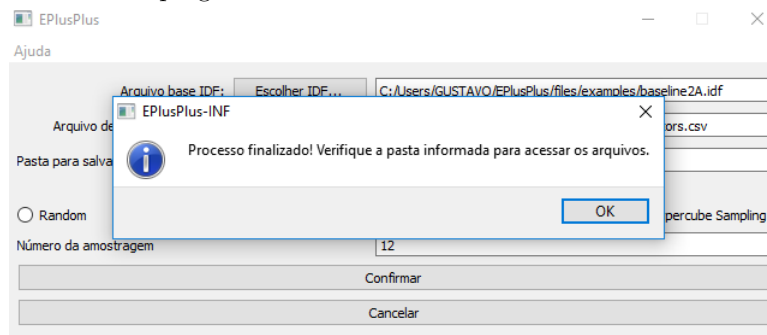 EPlusPlus
Ajuda
Arquivo base IDF: Escolher IDF... C:/Users/GUSTAVO/EPlusPlus/files/examples/baseline2A.idf
EPlusPlus-INF
Arquivo de ors.csv
Processo finalizado! Verifique a pasta informada para acessar os arquivos.
Pasta para salva
OK
Random percube Sampling
Número da amostragem 12
Confirmar
Cancelar